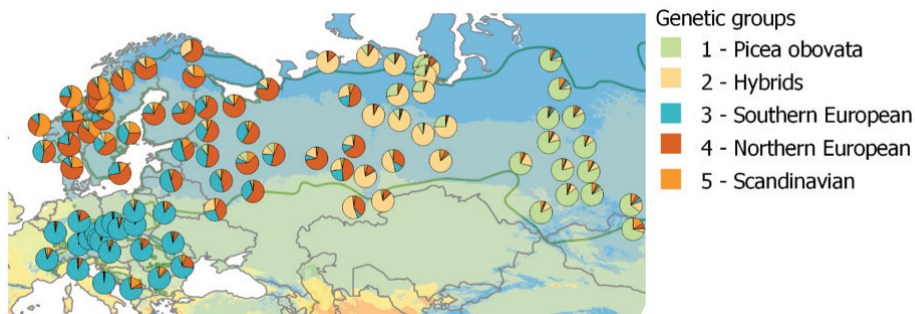 Genetic groups
1 - Picea obovata
2 - Hybrids
3 - Southern European
4 - Northern European
5 - Scandinavian